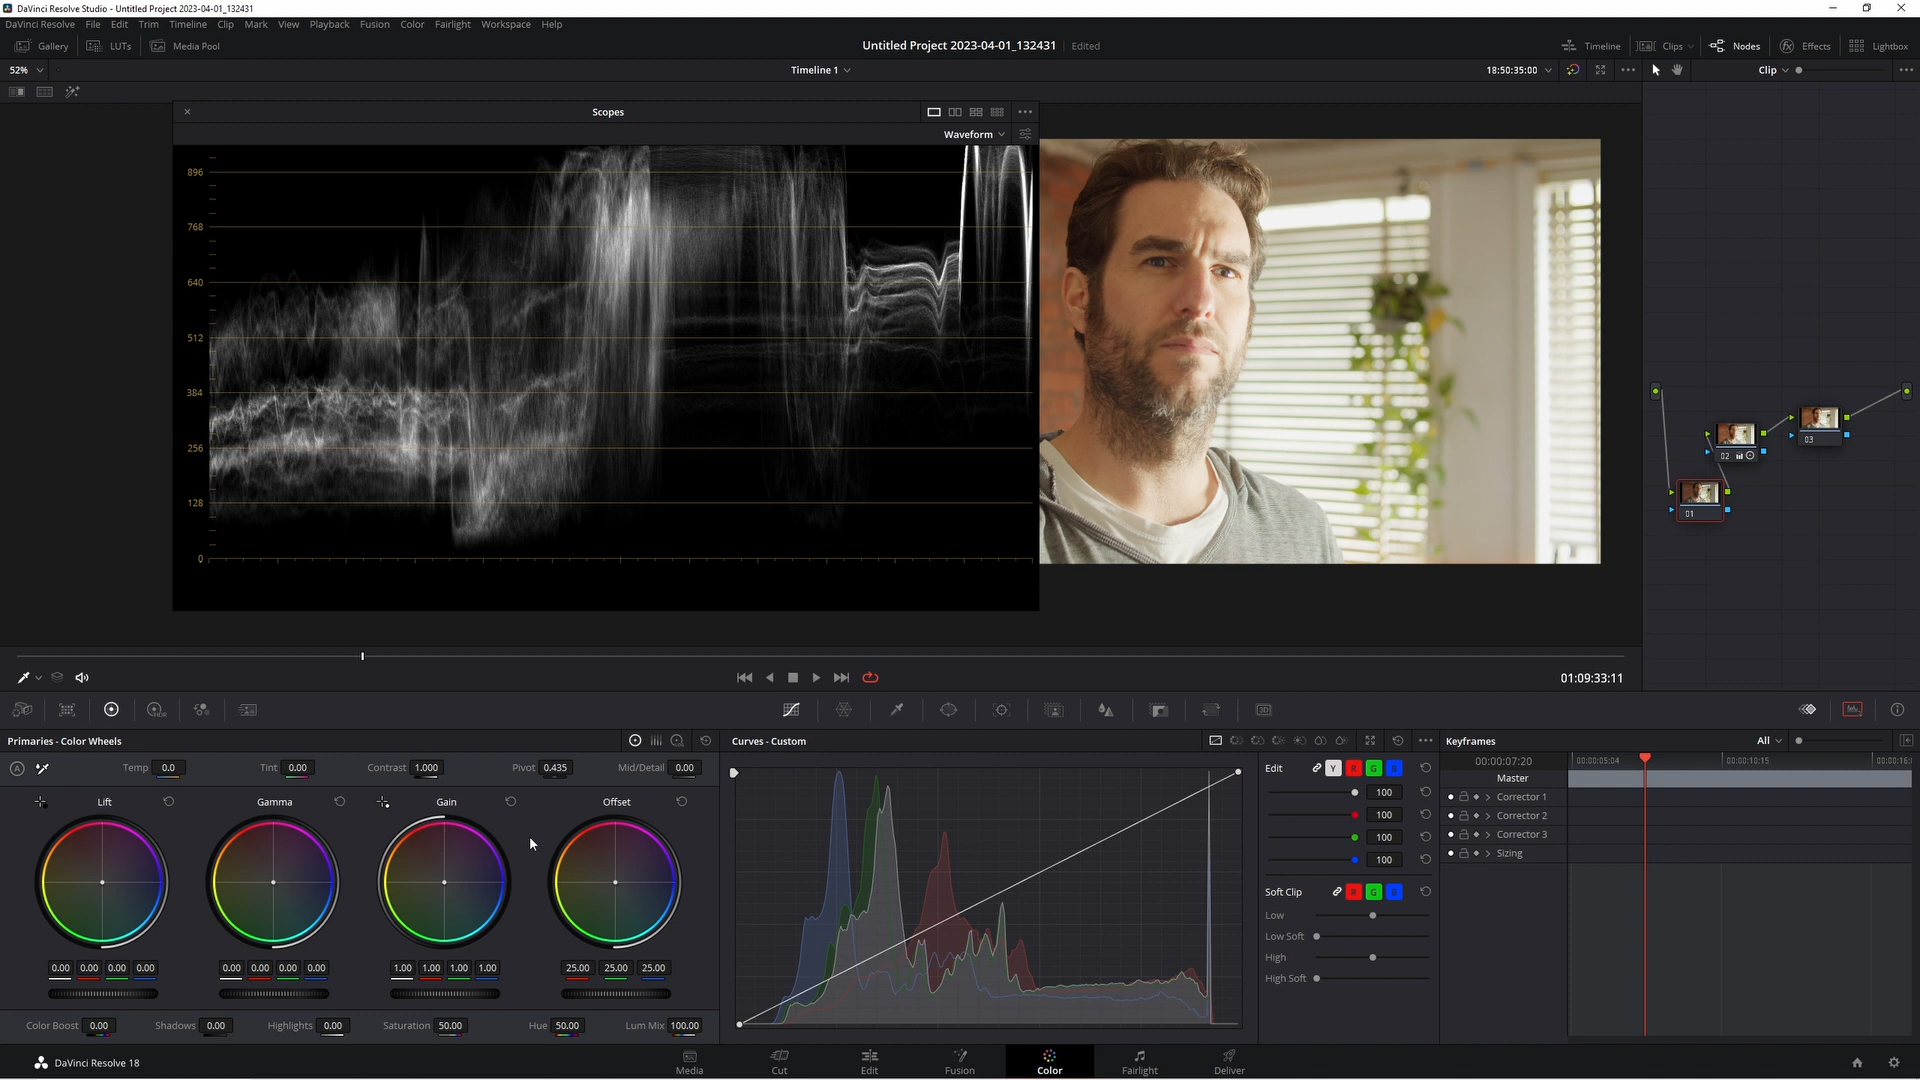 DaVinci Resolve Studio - Untitled Project 2023-04-01_132431
DaVinci Resolve File Edit Trim Timeline Clip Mark View Playback Fusion Color Fairlight Workspace Help
Gallery LUTs Media Pool Untitled Project 2023-04-01_132431 Edited Timeline Clips Nodes Effects Lightbox
52% Timeline 1 18:50:35:00 Clip
Scopes
Waveform
896
768
640
512
384
256
128
0
03
02
01
01:09:33:11
Primaries - Color Wheels Curves - Custom Keyframes All
Temp 0.0 Tint 0.00 Contrast 1.000 Pivot 0.435 Mid/Detail 0.00
Lift Gamma Gain Offset
0.00 0.00 0.00 0.00 0.00 0.00 0.00 0.00 1.00 1.00 1.00 1.00 25.00 25.00 25.00
Color Boost 0.00 Shadows 0.00 Highlights 0.00 Saturation 50.00 Hue 50.00 Lum Mix 100.00
Edit Y R G B
100
100
100
100
Soft Clip R G B
Low
Low Soft
High
High Soft
00:00:07:20 00:00:05:04 00:00:10:15 00:00:16:
Master
Corrector 1
Corrector 2
Corrector 3
Sizing
DaVinci Resolve 18 Media Cut Edit Fusion Color Fairlight Deliver